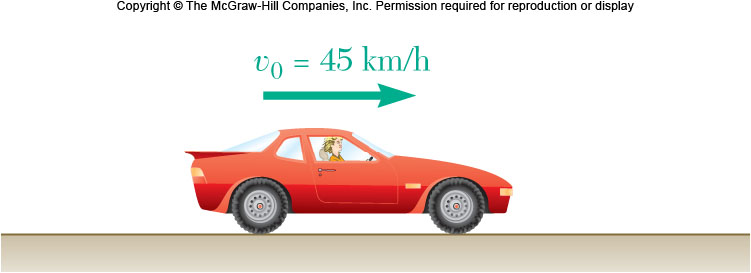 Copyright © The McGraw-Hill Companies, Inc. Permission required for reproduction or display
v₀ = 45 km/h